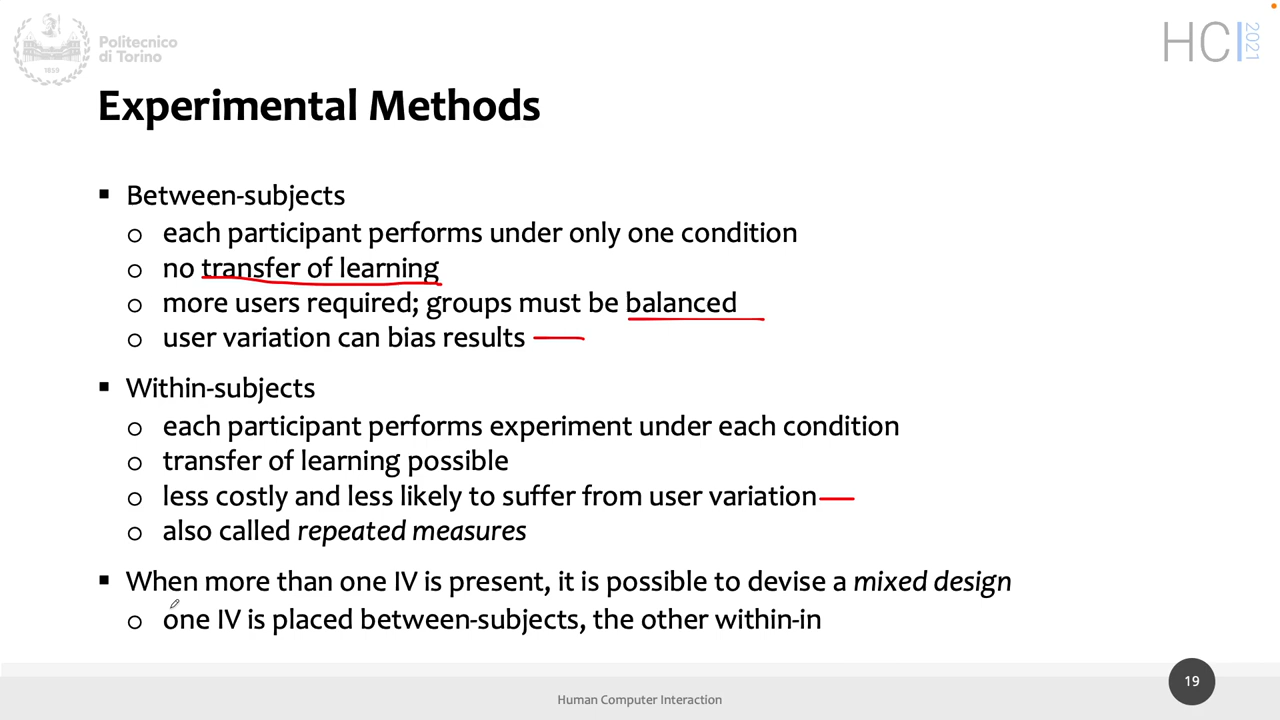 Politecnico
di Torino
1859
HCI 2021
Experimental Methods
▪ Between-subjects
o each participant performs under only one condition
o no transfer of learning
o more users required; groups must be balanced
o user variation can bias results
▪ Within-subjects
o each participant performs experiment under each condition
o transfer of learning possible
o less costly and less likely to suffer from user variation
o also called repeated measures
▪ When more than one IV is present, it is possible to devise a mixed design
o one IV is placed between-subjects, the other within-in
Human Computer Interaction
19